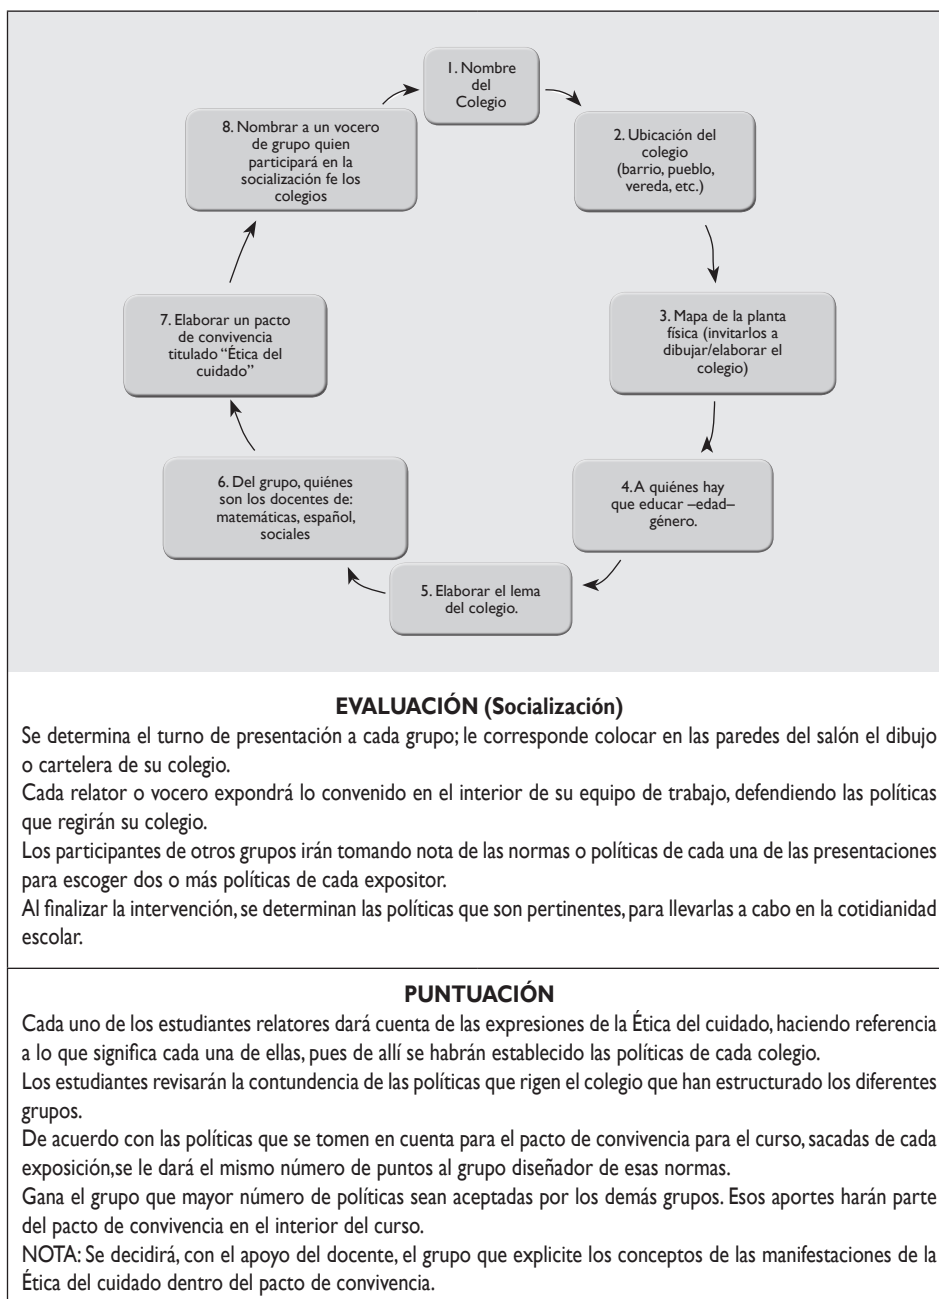 1. Nombre
del
Colegio
2. Ubicación del
colegio
(barrio, pueblo,
vereda, etc.)
3. Mapa de la planta
física (invitarlos a
dibujar/elaborar el
colegio)
4. A quiénes hay
que educar –edad–
género.
5. Elaborar el lema
del colegio.
6. Del grupo, quiénes
son los docentes de:
matemáticas, español,
sociales
7. Elaborar un pacto
de convivencia
titulado “Ética del
cuidado”
8. Nombrar a un vocero
de grupo quien
participará en la
socialización fe los
colegios
EVALUACIÓN (Socialización)
Se determina el turno de presentación a cada grupo; le corresponde colocar en las paredes del salón el dibujo
o cartelera de su colegio.
Cada relator o vocero expondrá lo convenido en el interior de su equipo de trabajo, defendiendo las políticas
que regirán su colegio.
Los participantes de otros grupos irán tomando nota de las normas o políticas de cada una de las presentaciones
para escoger dos o más políticas de cada expositor.
Al finalizar la intervención, se determinan las políticas que son pertinentes, para llevarlas a cabo en la cotidianidad
escolar.
PUNTUACIÓN
Cada uno de los estudiantes relatores dará cuenta de las expresiones de la Ética del cuidado, haciendo referencia
a lo que significa cada una de ellas, pues de allí se habrán establecido las políticas de cada colegio.
Los estudiantes revisarán la contundencia de las políticas que rigen el colegio que han estructurado los diferentes
grupos.
De acuerdo con las políticas que se tomen en cuenta para el pacto de convivencia para el curso, sacadas de cada
exposición,se le dará el mismo número de puntos al grupo diseñador de esas normas.
Gana el grupo que mayor número de políticas sean aceptadas por los demás grupos. Esos aportes harán parte
del pacto de convivencia en el interior del curso.
NOTA: Se decidirá, con el apoyo del docente, el grupo que explicite los conceptos de las manifestaciones de la
Ética del cuidado dentro del pacto de convivencia.